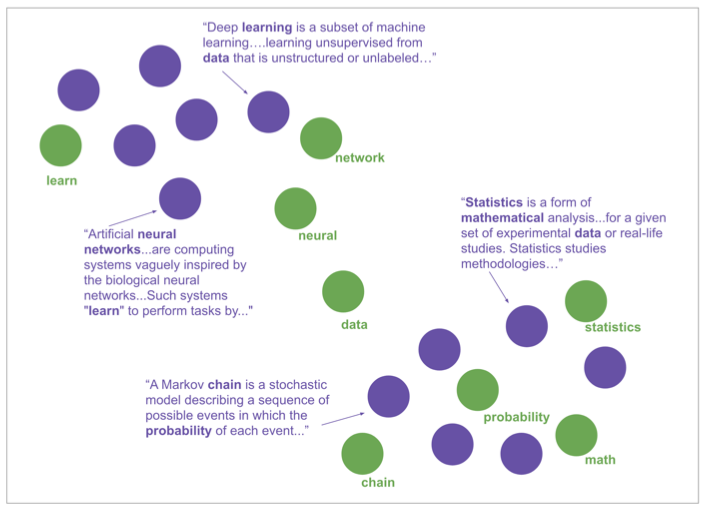 “Deep learning is a subset of machine
learning….learning unsupervised from
data that is unstructured or unlabeled…”
network
learn
“Statistics is a form of
mathematical analysis...for a given
set of experimental data or real-life
studies. Statistics studies
methodologies…”
“Artificial neural
networks...are computing
systems vaguely inspired by
the biological neural
networks...Such systems
"learn" to perform tasks by..."
neural
data
statistics
“A Markov chain is a stochastic
model describing a sequence of
possible events in which the
probability of each event...”
probability
math
chain